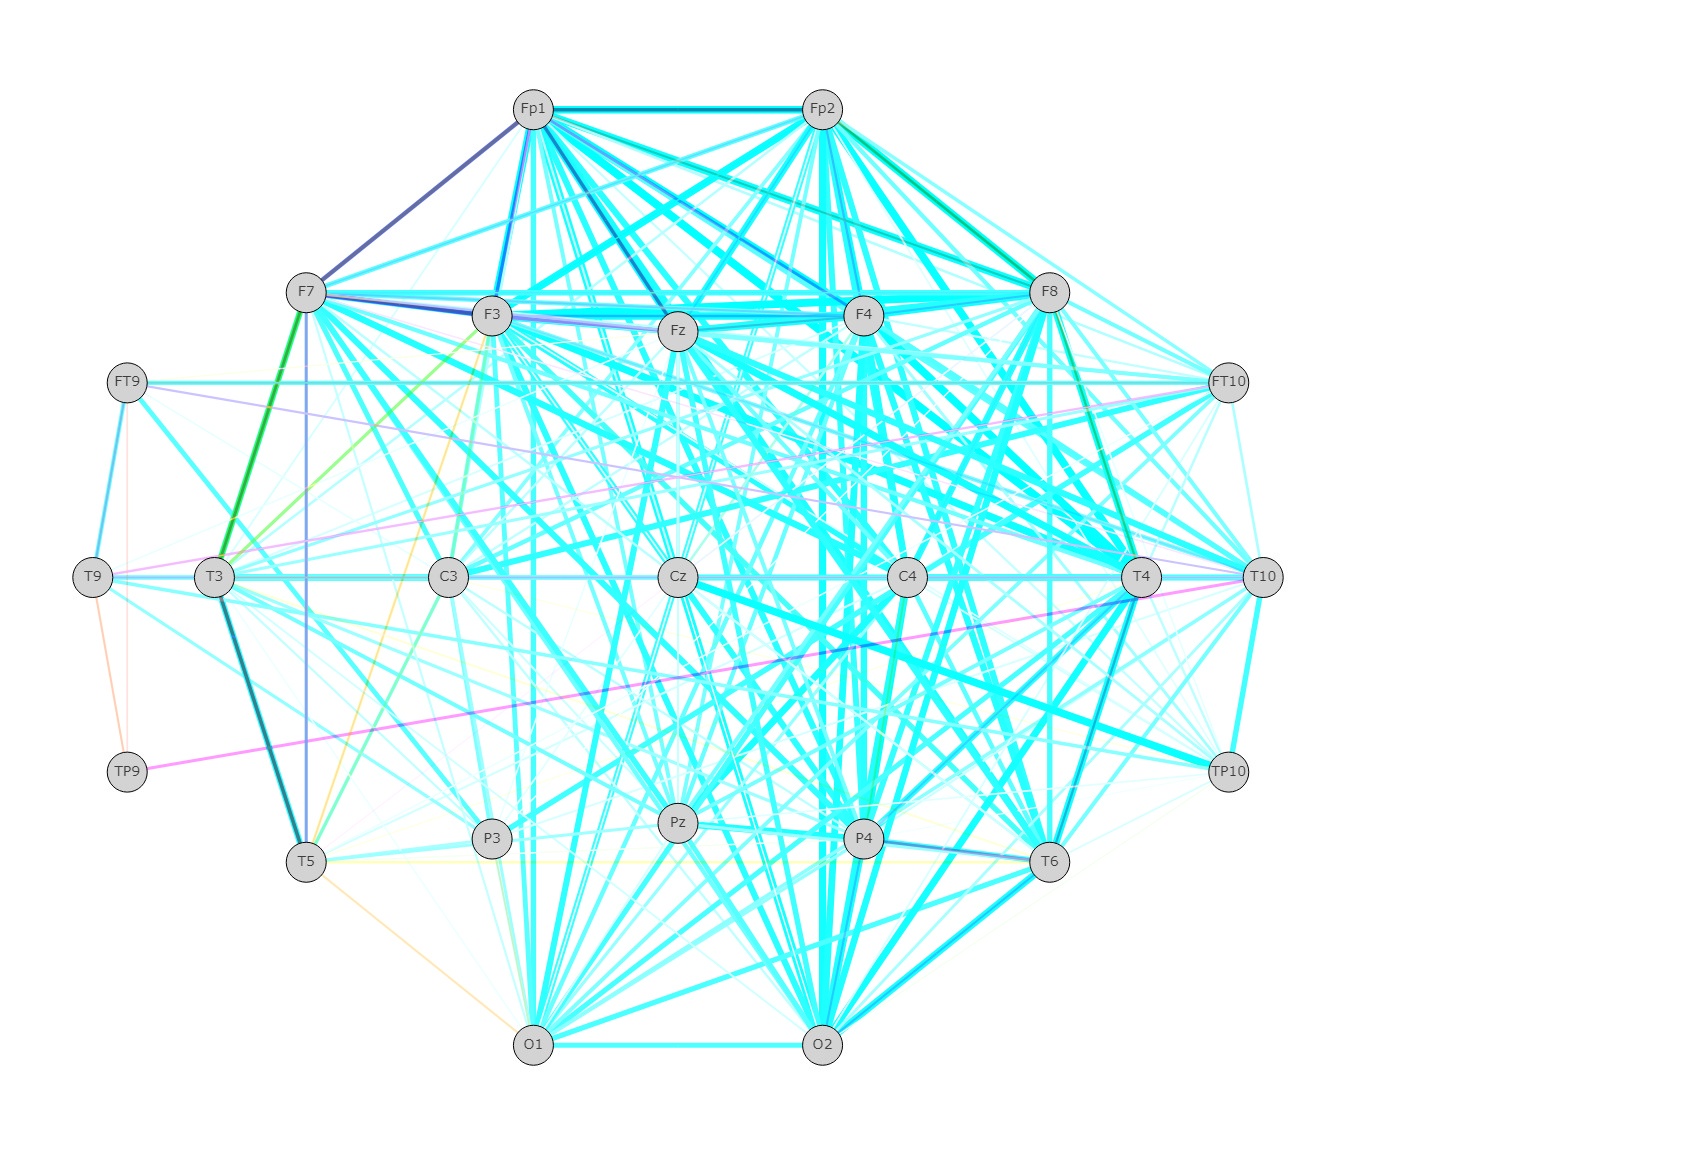 Fp1 Fp2
F7 F3 Fz F4 F8
FT9 FT10
T9 T3 C3 Cz C4 T4 T10
TP9 TP10
T5 P3 Pz P4 T6
O1 O2